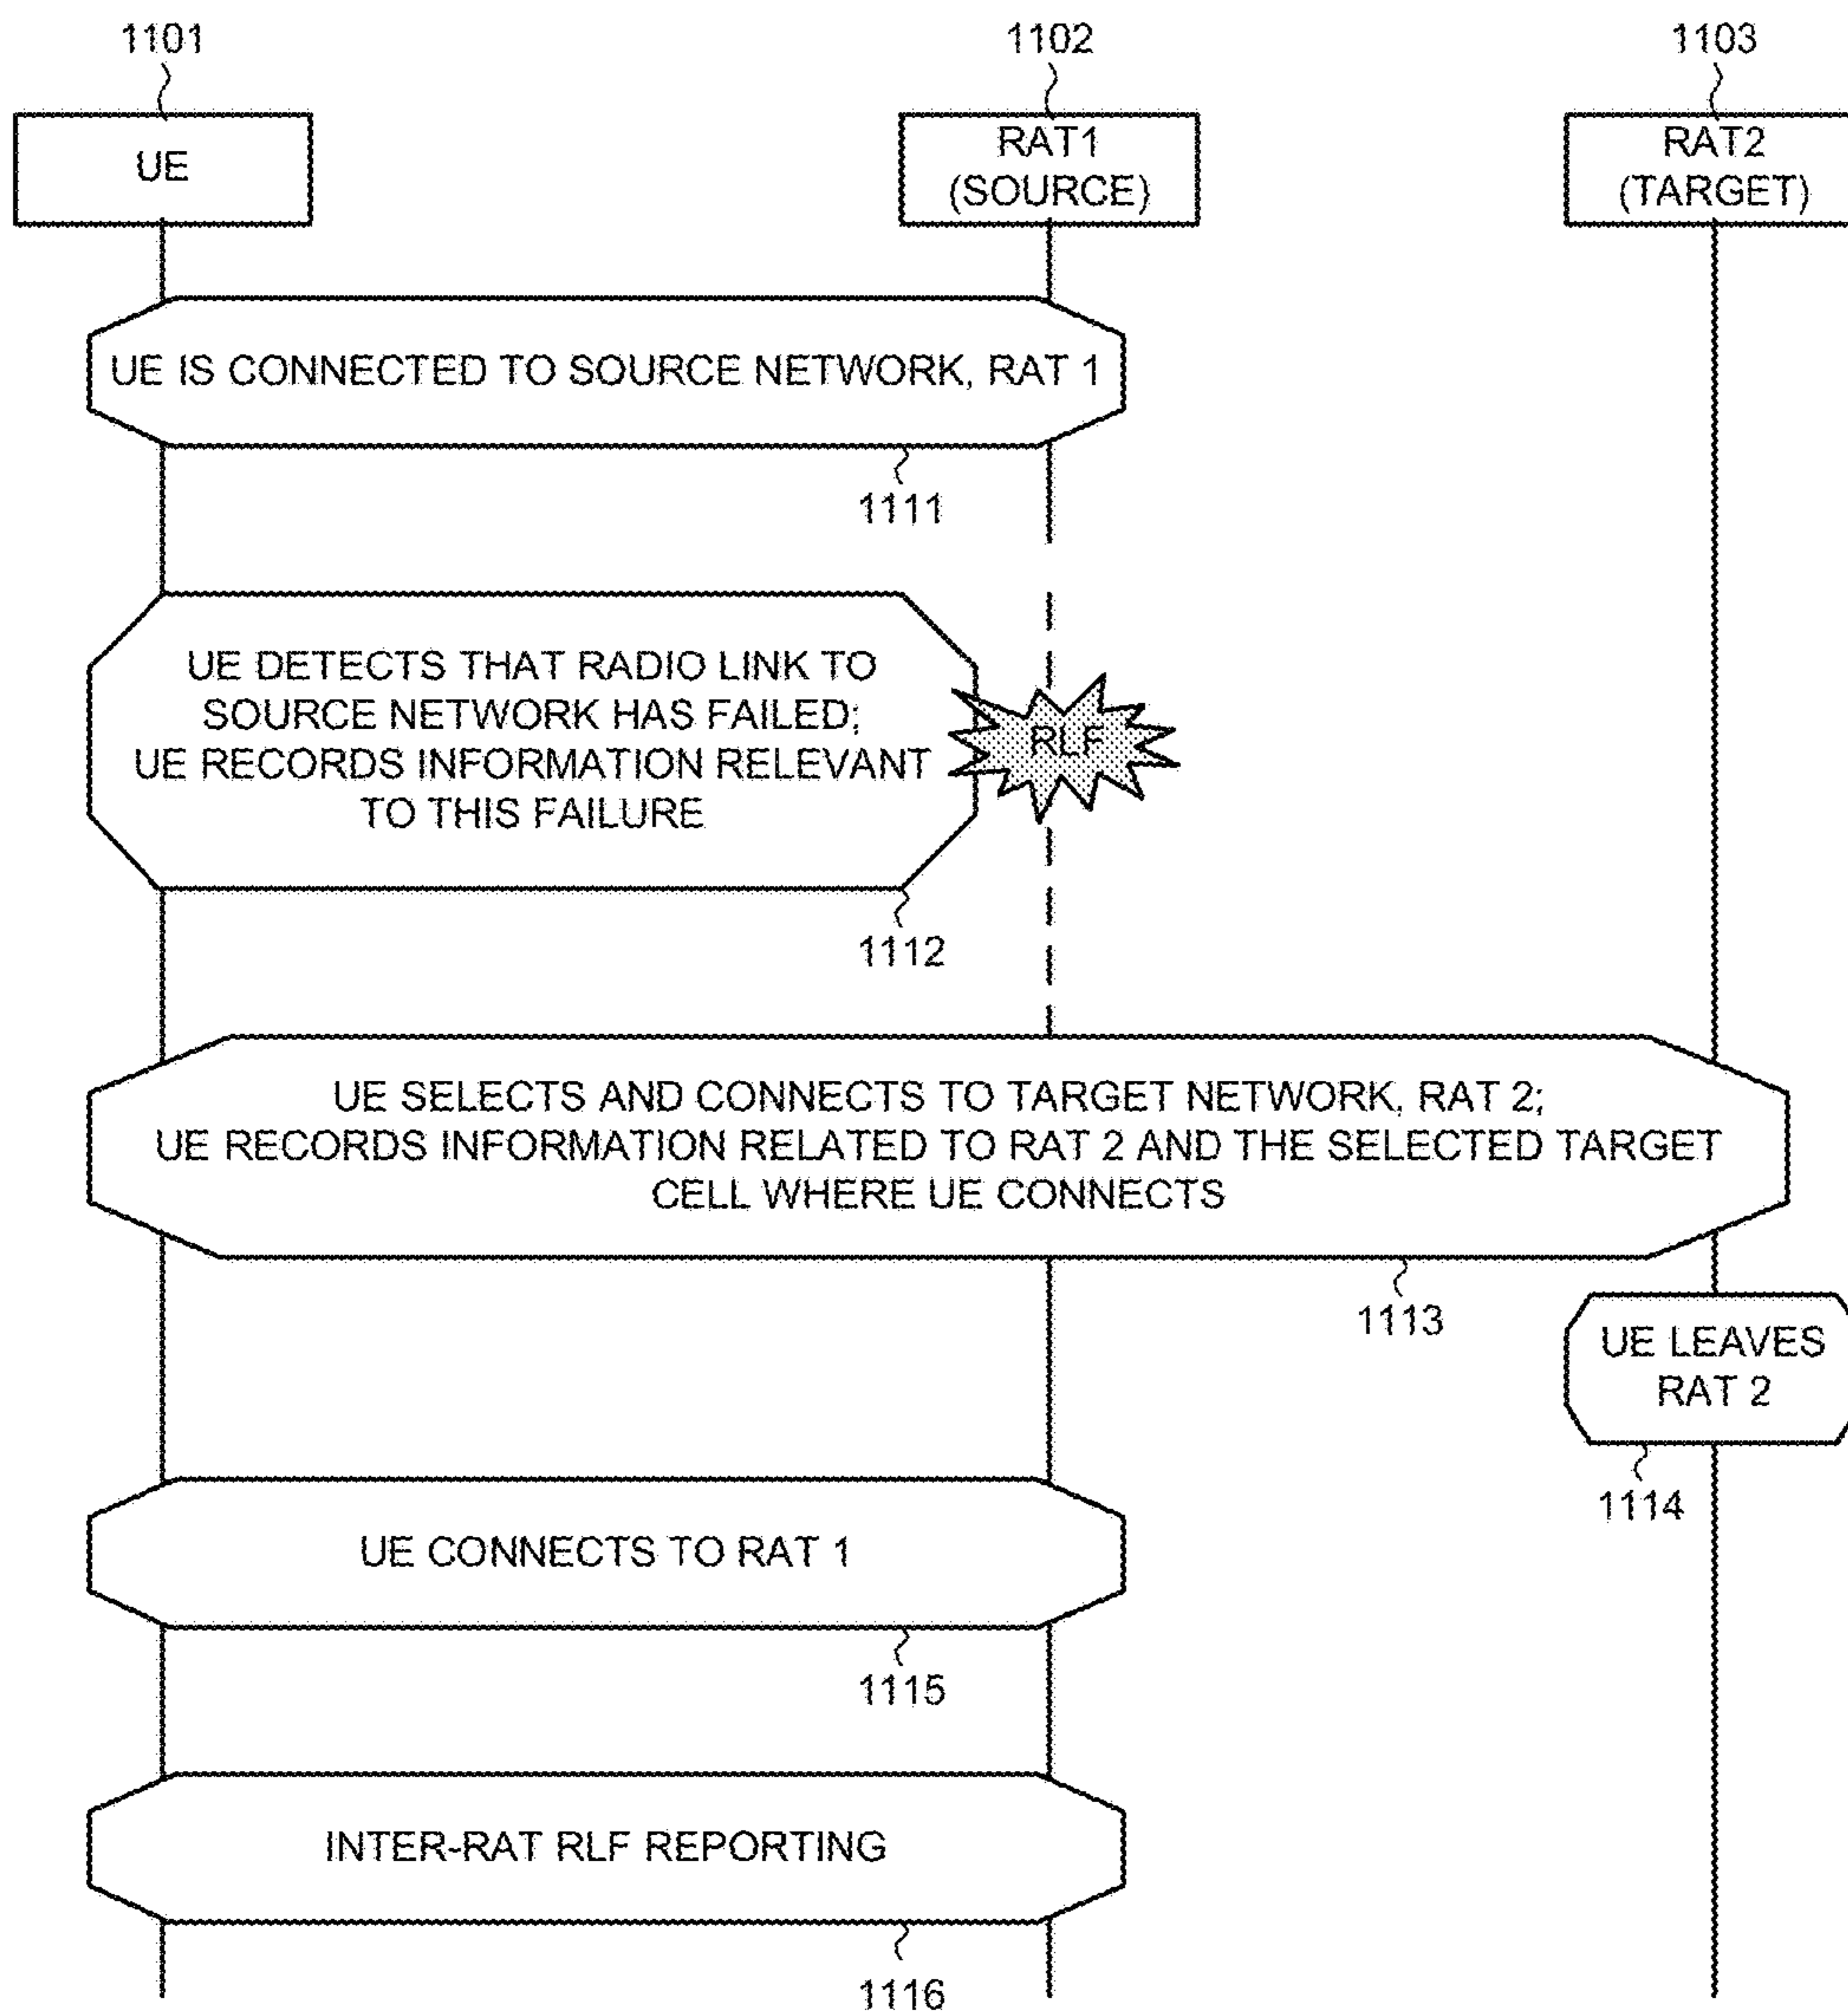 1101
1102
1103
UE
RAT1
(SOURCE)
RAT2
(TARGET)
UE IS CONNECTED TO SOURCE NETWORK, RAT 1
1111
UE DETECTS THAT RADIO LINK TO
SOURCE NETWORK HAS FAILED;
UE RECORDS INFORMATION RELEVANT
TO THIS FAILURE
RLF
1112
UE SELECTS AND CONNECTS TO TARGET NETWORK, RAT 2;
UE RECORDS INFORMATION RELATED TO RAT 2 AND THE SELECTED TARGET
CELL WHERE UE CONNECTS
1113
UE LEAVES
RAT 2
1114
UE CONNECTS TO RAT 1
1115
INTER-RAT RLF REPORTING
1116